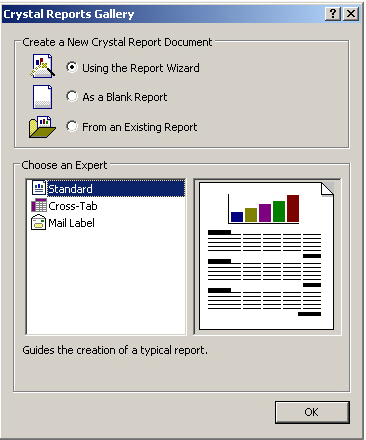 Crystal Reports Gallery
Create a New Crystal Report Document
Using the Report Wizard
As a Blank Report
From an Existing Report
Choose an Expert
Standard
Cross-Tab
Mail Label
Guides the creation of a typical report.
OK